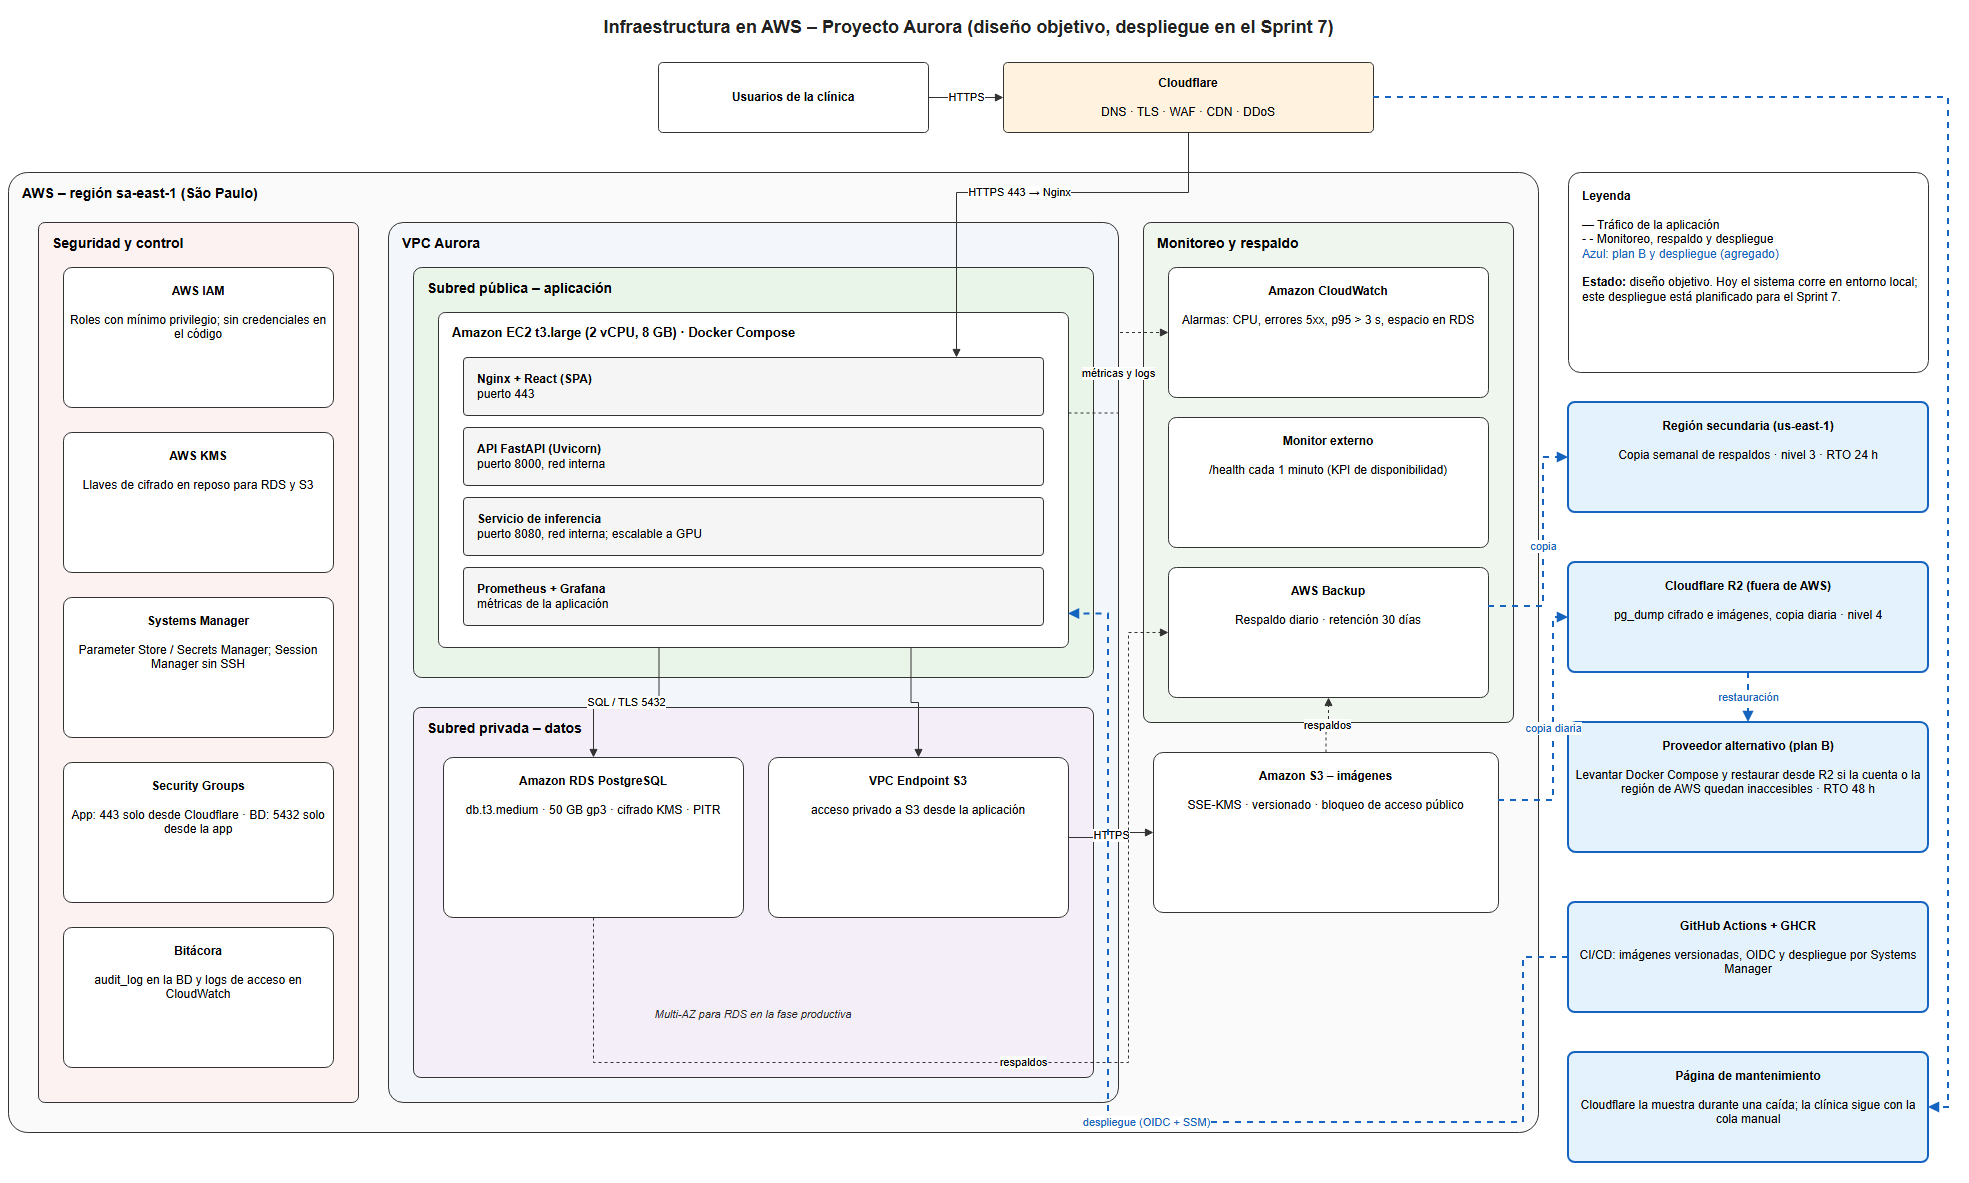 Infraestructura en AWS – Proyecto Aurora (diseño objetivo, despliegue en el Sprint 7)
Usuarios de la clínica
HTTPS
Cloudflare
DNS · TLS · WAF · CDN · DDoS
AWS – región sa-east-1 (São Paulo)
HTTPS 443 → Nginx
Seguridad y control
AWS IAM
Roles con mínimo privilegio; sin credenciales en
el código
AWS KMS
Llaves de cifrado en reposo para RDS y S3
Systems Manager
Parameter Store / Secrets Manager; Session
Manager sin SSH
Security Groups
App: 443 solo desde Cloudflare · BD: 5432 solo
desde la app
Bitácora
audit_log en la BD y logs de acceso en
CloudWatch
VPC Aurora
Subred pública – aplicación
Amazon EC2 t3.large (2 vCPU, 8 GB) · Docker Compose
Nginx + React (SPA)
puerto 443
API FastAPI (Uvicorn)
puerto 8000, red interna
Servicio de inferencia
puerto 8080, red interna; escalable a GPU
Prometheus + Grafana
métricas de la aplicación
SQL / TLS 5432
Subred privada – datos
Amazon RDS PostgreSQL
db.t3.medium · 50 GB gp3 · cifrado KMS · PITR
VPC Endpoint S3
acceso privado a S3 desde la aplicación
HTTPS
Multi-AZ para RDS en la fase productiva
respaldos
despliegue (OIDC + SSM)
métricas y logs
Monitoreo y respaldo
Amazon CloudWatch
Alarmas: CPU, errores 5xx, p95 > 3 s, espacio en RDS
Monitor externo
/health cada 1 minuto (KPI de disponibilidad)
AWS Backup
Respaldo diario · retención 30 días
respaldos
Amazon S3 – imágenes
SSE-KMS · versionado · bloqueo de acceso público
Leyenda
— Tráfico de la aplicación
- - Monitoreo, respaldo y despliegue
Azul: plan B y despliegue (agregado)
Estado: diseño objetivo. Hoy el sistema corre en entorno local;
este despliegue está planificado para el Sprint 7.
Región secundaria (us-east-1)
Copia semanal de respaldos · nivel 3 · RTO 24 h
copia
Cloudflare R2 (fuera de AWS)
pg_dump cifrado e imágenes, copia diaria · nivel 4
restauración
copia diaria
Proveedor alternativo (plan B)
Levantar Docker Compose y restaurar desde R2 si la cuenta o la
región de AWS quedan inaccesibles · RTO 48 h
GitHub Actions + GHCR
CI/CD: imágenes versionadas, OIDC y despliegue por Systems
Manager
Página de mantenimiento
Cloudflare la muestra durante una caída; la clínica sigue con la
cola manual